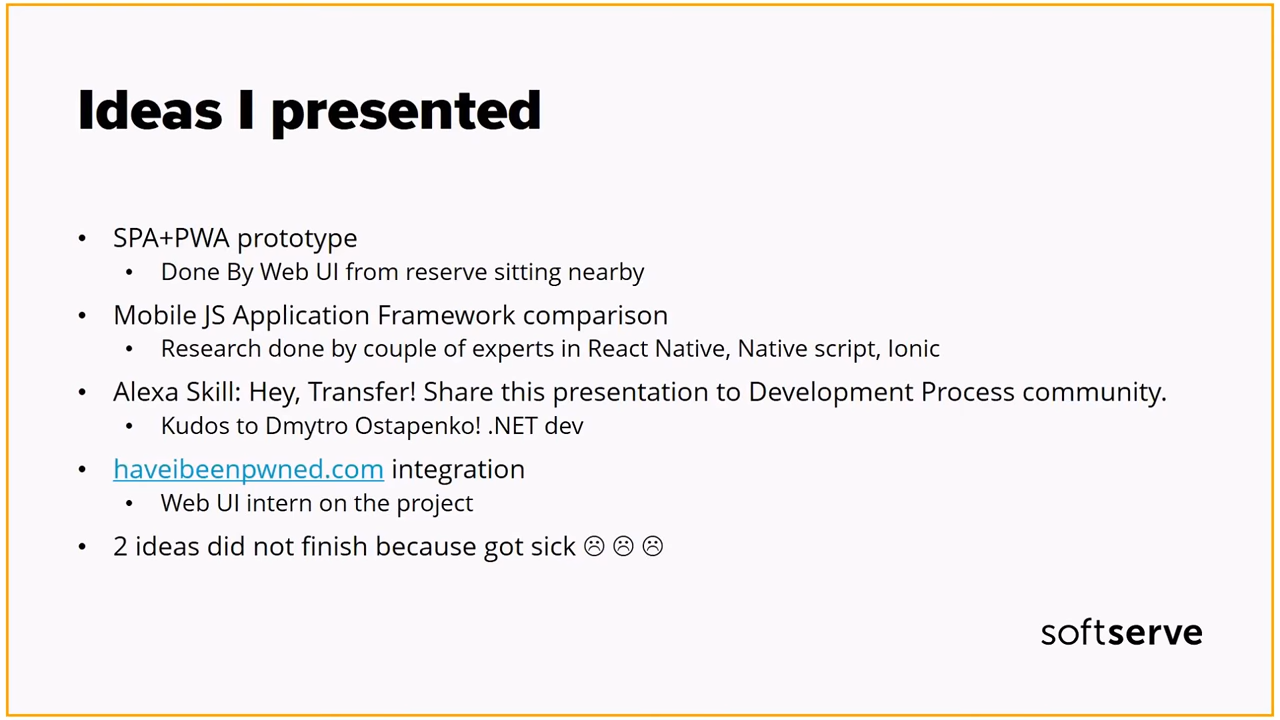 Ideas I presented
• SPA+PWA prototype
• Done By Web UI from reserve sitting nearby
• Mobile JS Application Framework comparison
• Research done by couple of experts in React Native, Native script, Ionic
• Alexa Skill: Hey, Transfer! Share this presentation to Development Process community.
• Kudos to Dmytro Ostapenko! .NET dev
• haveibeenpwned.com integration
• Web UI intern on the project
• 2 ideas did not finish because got sick ☹ ☹ ☹
softserve